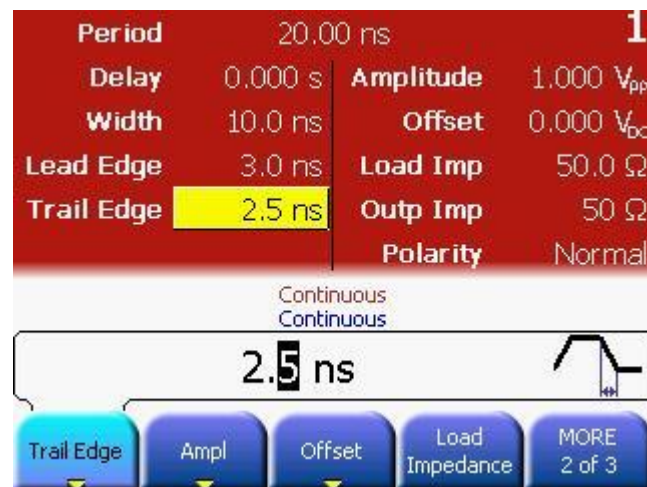 Period 20.00 ns 1
Delay 0.000 s Amplitude 1.000 Vpp
Width 10.0 ns Offset 0.000 VDC
Lead Edge 3.0 ns Load Imp 50.0 Ω
Trail Edge 2.5 ns Outp Imp 50 Ω
Polarity Normal
Continuous
Continuous
2.5 ns
Trail Edge Ampl Offset Load Impedance MORE 2 of 3